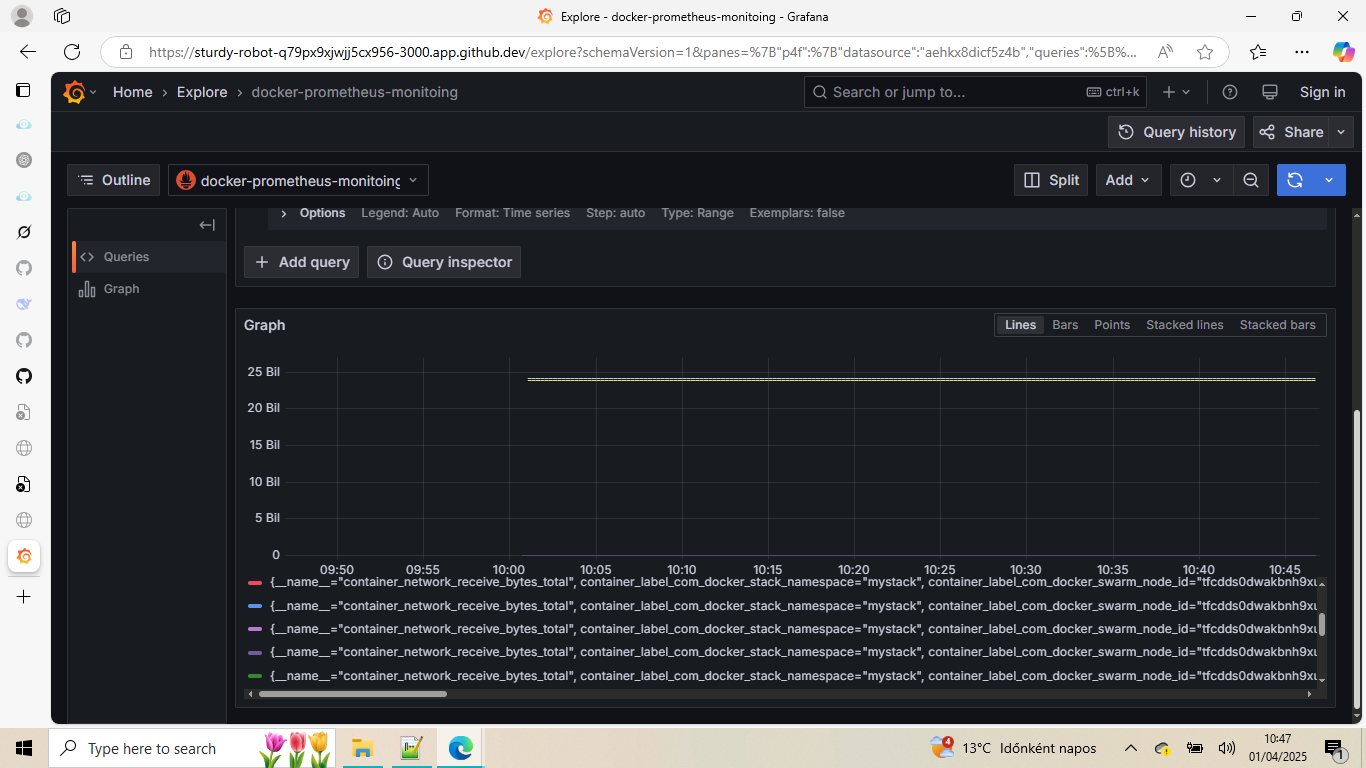 Explore - docker-prometheus-monitoing - Grafana
https://sturdy-robot-q79px9xjwjj5cx956-3000.app.github.dev/explore?schemaVersion=1&panes=%7B"p4f":%7B"datasource":"aehkx8dicf5z4b","queries":%5B%...
Home › Explore › docker-prometheus-monitoing
Search or jump to... ctrl+k
Sign in
Query history
Share
Outline
docker-prometheus-monitoing
Split
Add
Queries
Graph
Options Legend: Auto Format: Time series Step: auto Type: Range Exemplars: false
+ Add query
Query inspector
Graph
Lines Bars Points Stacked lines Stacked bars
25 Bil
20 Bil
15 Bil
10 Bil
5 Bil
0
09:50 09:55 10:00 10:05 10:10 10:15 10:20 10:25 10:30 10:35 10:40 10:45
{__name__="container_network_receive_bytes_total", container_label_com_docker_stack_namespace="mystack", container_label_com_docker_swarm_node_id="tfcdds0dwakbnh9xu
{__name__="container_network_receive_bytes_total", container_label_com_docker_stack_namespace="mystack", container_label_com_docker_swarm_node_id="tfcdds0dwakbnh9xu
{__name__="container_network_receive_bytes_total", container_label_com_docker_stack_namespace="mystack", container_label_com_docker_swarm_node_id="tfcdds0dwakbnh9xu
{__name__="container_network_receive_bytes_total", container_label_com_docker_stack_namespace="mystack", container_label_com_docker_swarm_node_id="tfcdds0dwakbnh9xu
{__name__="container_network_receive_bytes_total", container_label_com_docker_stack_namespace="mystack", container_label_com_docker_swarm_node_id="tfcdds0dwakbnh9xu
Type here to search
4
13°C Időnként napos
10:47
01/04/2025
1